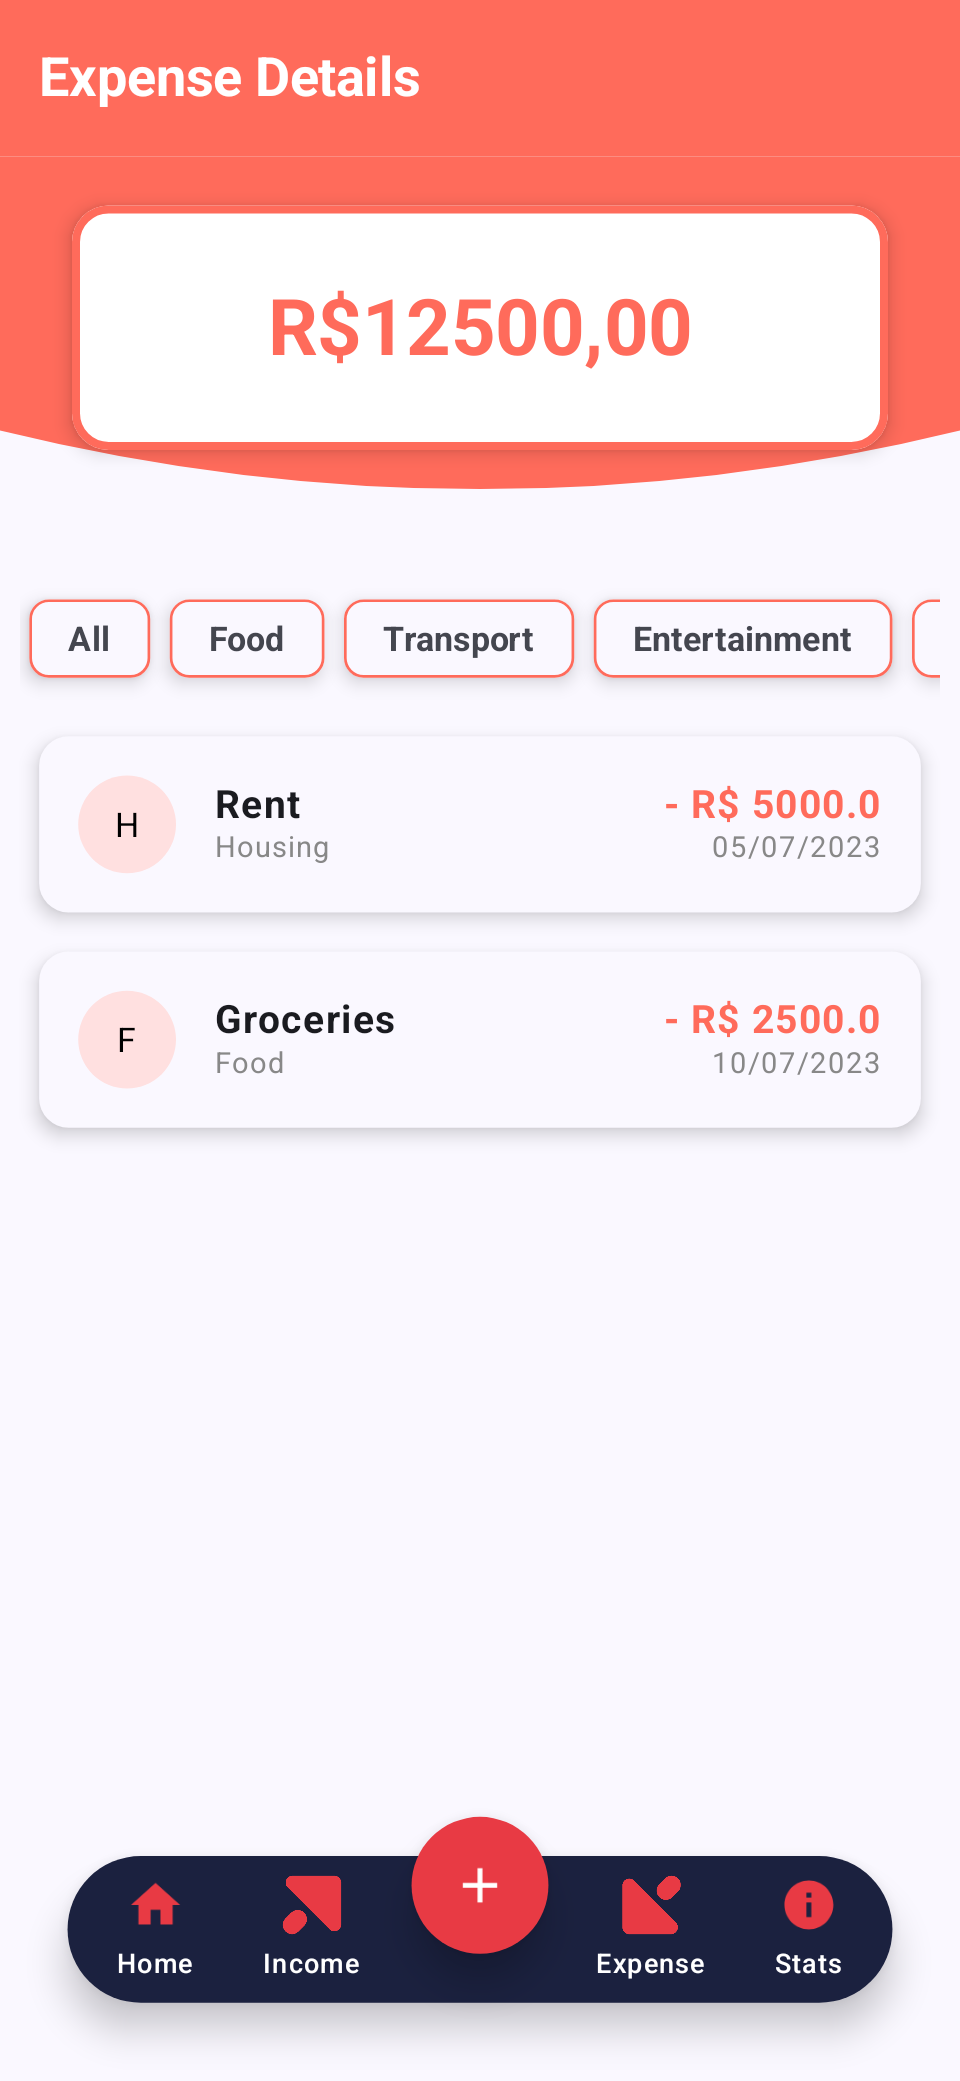 Expense Details
R$12500,00
All
Food
Transport
Entertainment
H
Rent
- R$ 5000.0
Housing
05/07/2023
F
Groceries
- R$ 2500.0
Food
10/07/2023
+
Home
Income
Expense
Stats